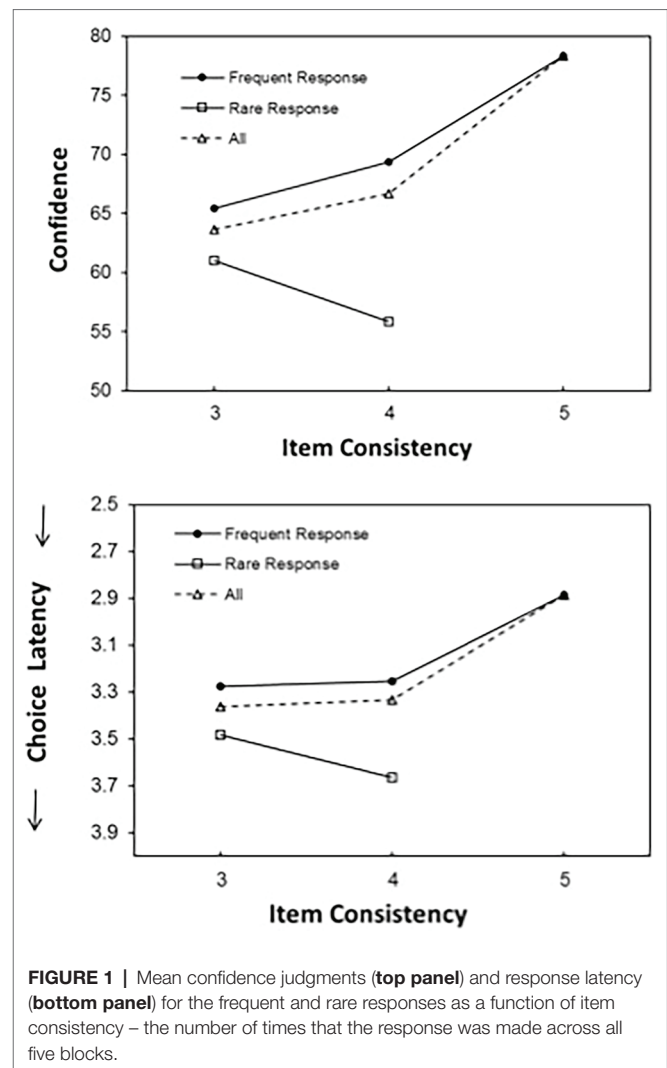 80
75
70
65
60
55
50
Confidence
Frequent Response
Rare Response
All
3 4 5
Item Consistency
2.5
2.7
2.9
3.1
3.3
3.5
3.7
3.9
← Choice Latency ←
Frequent Response
Rare Response
All
3 4 5
Item Consistency
FIGURE 1 | Mean confidence judgments (top panel) and response latency
(bottom panel) for the frequent and rare responses as a function of item
consistency – the number of times that the response was made across all
five blocks.